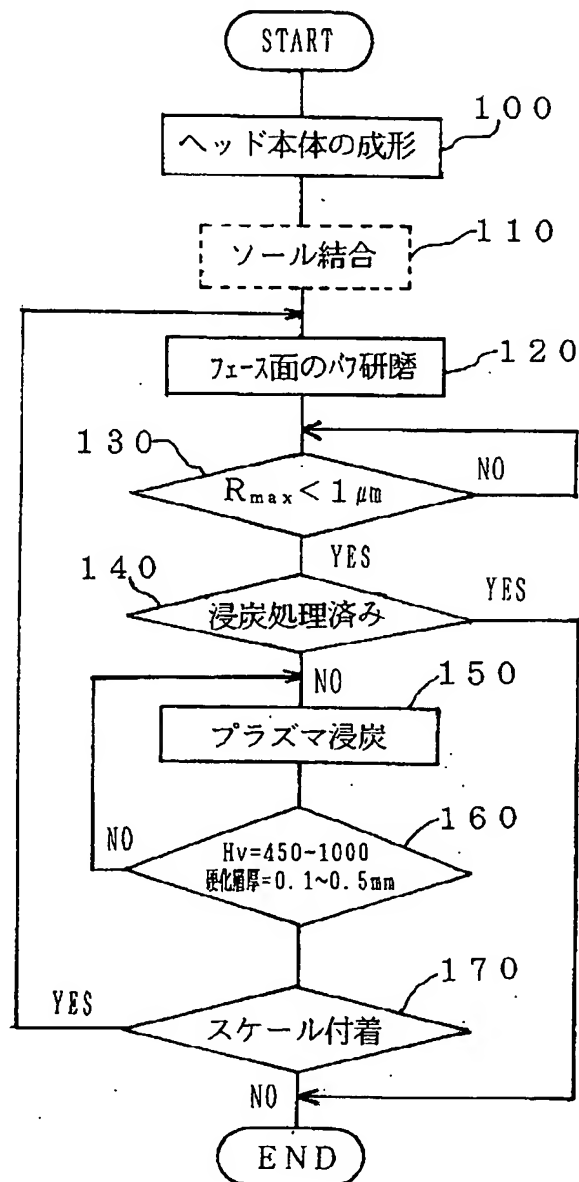 START
100
ヘッド本体の成形
110
ソール結合
120
フェース面のバフ研磨
130
NO
Rmax<1μm
YES
140
YES
浸炭処理済み
NO
150
プラズマ浸炭
160
NO
Hv=450~1000
硬化層厚=0.1~0.5mm
170
YES
スケール付着
NO
END